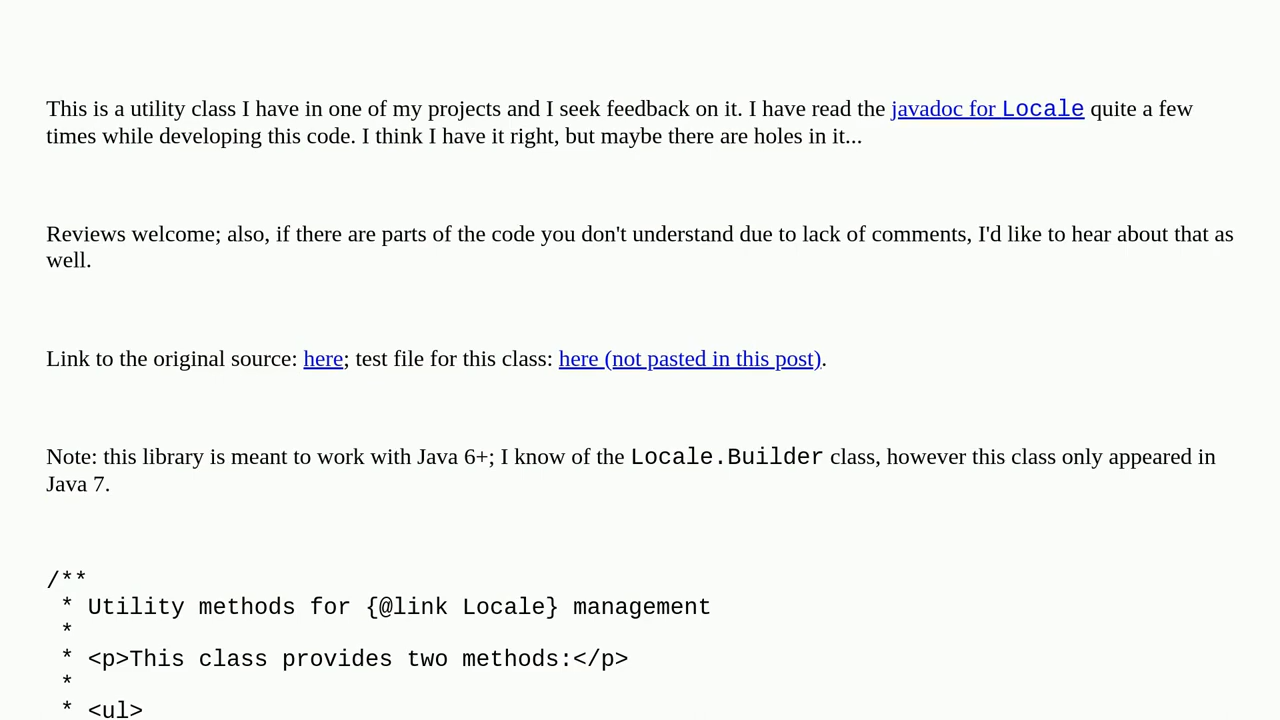 This is a utility class I have in one of my projects and I seek feedback on it. I have read the javadoc for Locale quite a few
times while developing this code. I think I have it right, but maybe there are holes in it...
Reviews welcome; also, if there are parts of the code you don't understand due to lack of comments, I'd like to hear about that as
well.
Link to the original source: here; test file for this class: here (not pasted in this post).
Note: this library is meant to work with Java 6+; I know of the Locale.Builder class, however this class only appeared in
Java 7.
/**
 * Utility methods for {@link Locale} management
 *
 * <p>This class provides two methods:</p>
 *
 * <ul>